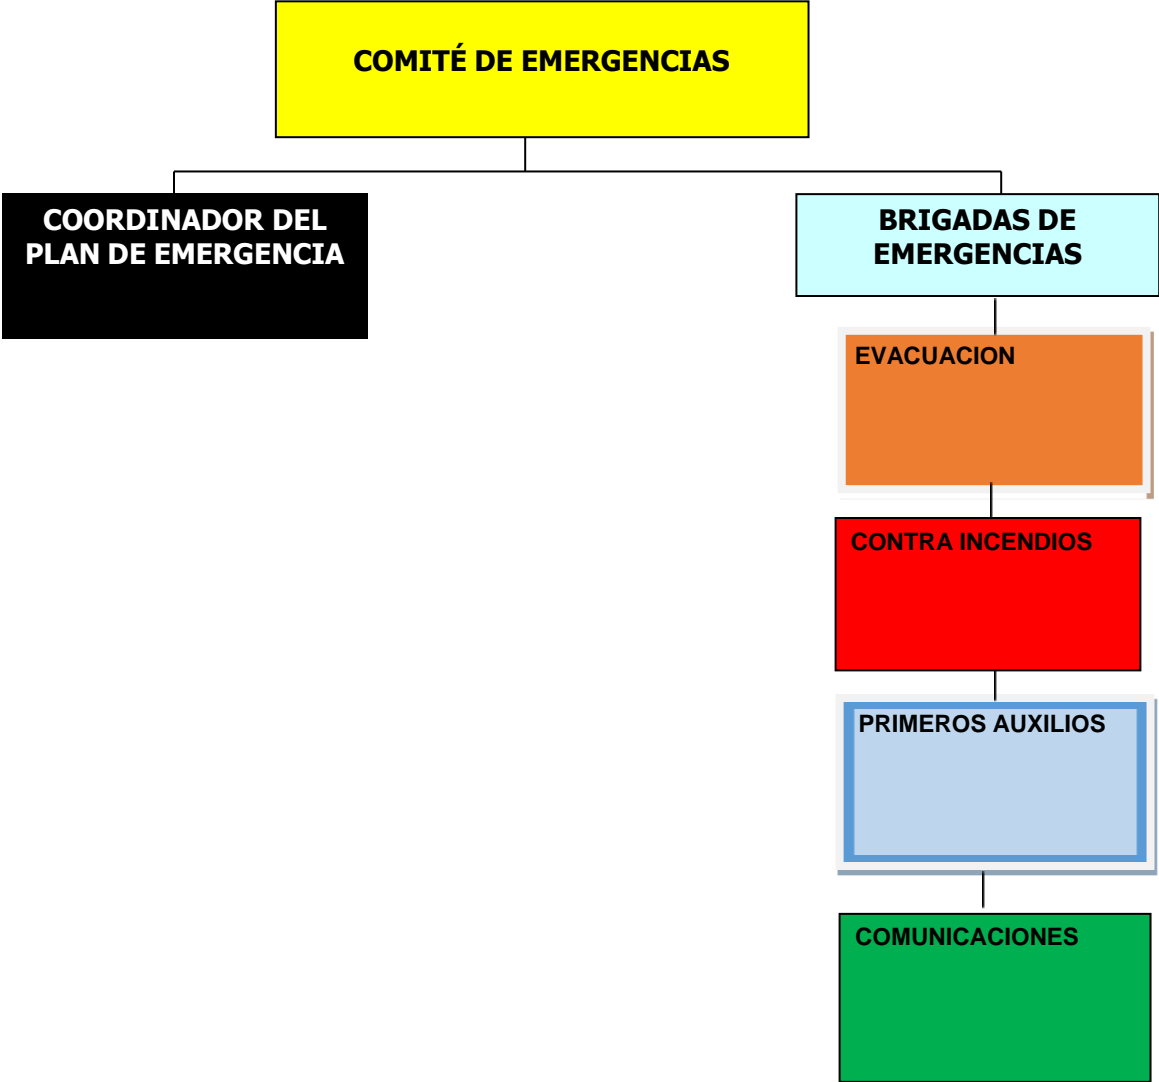 COMITÉ DE EMERGENCIAS
COORDINADOR DEL
PLAN DE EMERGENCIA
BRIGADAS DE
EMERGENCIAS
EVACUACION
CONTRA INCENDIOS
PRIMEROS AUXILIOS
COMUNICACIONES